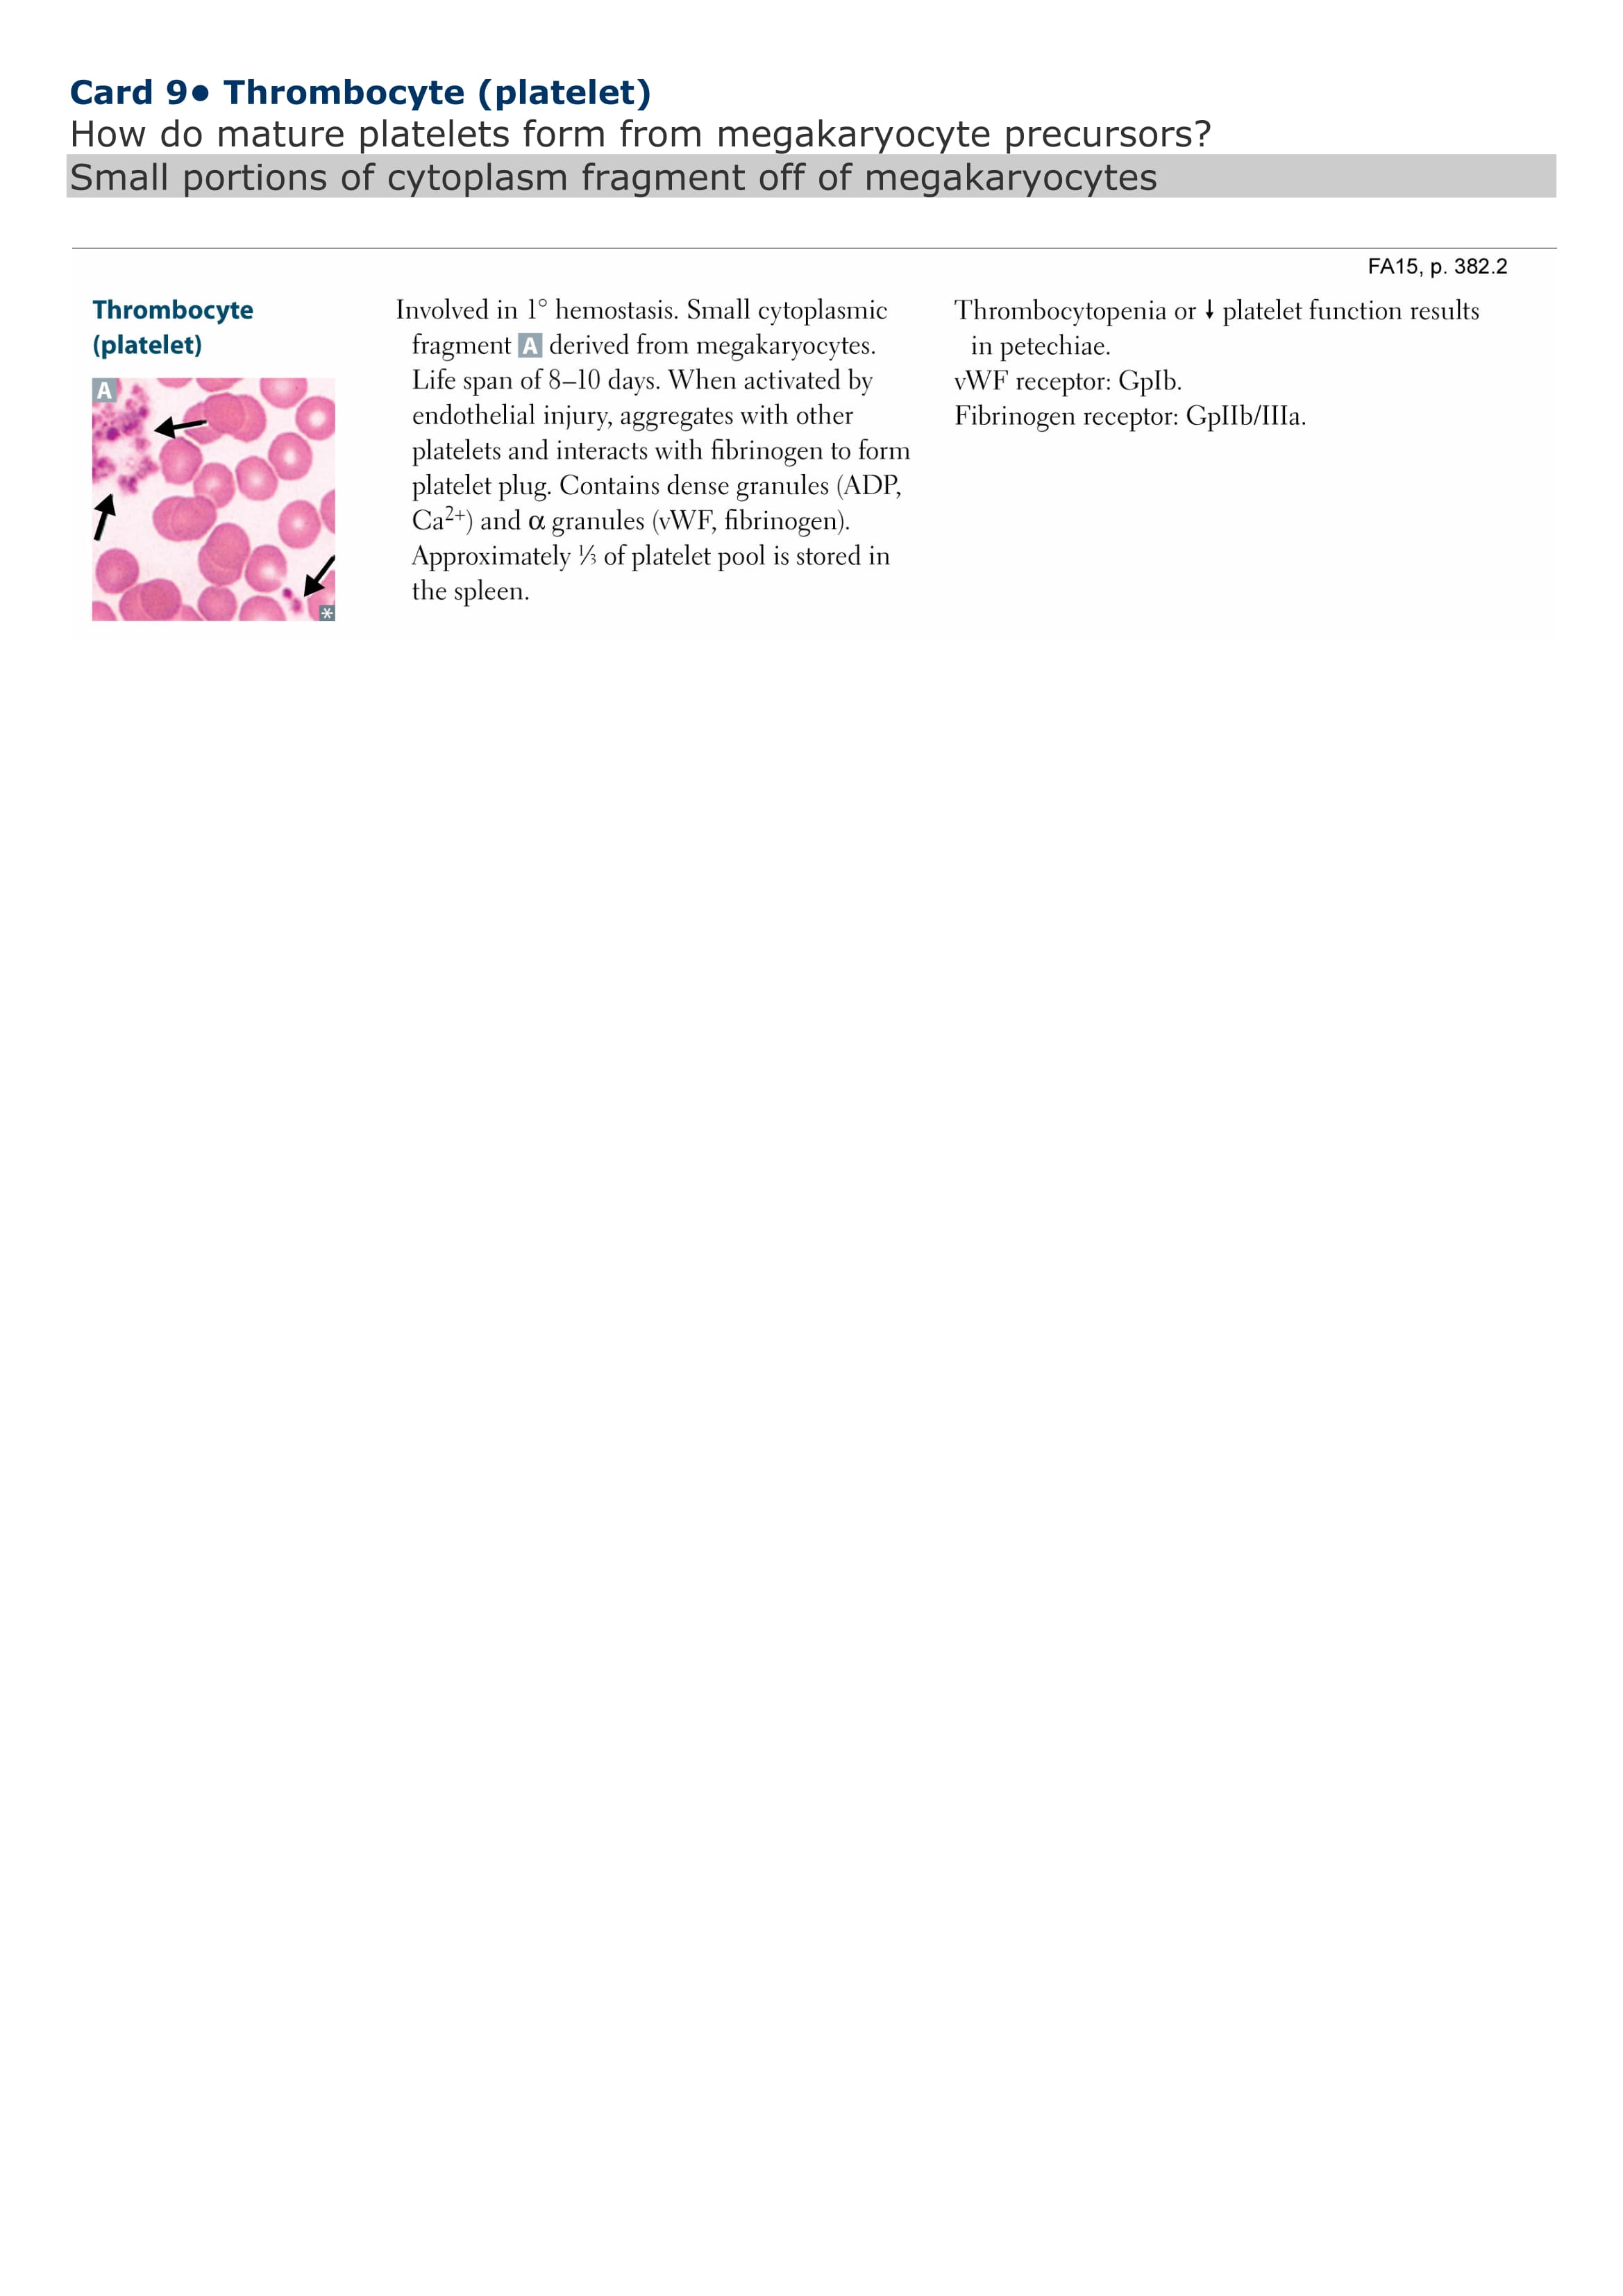 Card 9● Thrombocyte (platelet)
How do mature platelets form from megakaryocyte precursors?
Small portions of cytoplasm fragment off of megakaryocytes
FA15, p. 382.2
Thrombocyte
(platelet)
A
*
Involved in 1° hemostasis. Small cytoplasmic
fragment A derived from megakaryocytes.
Life span of 8–10 days. When activated by
endothelial injury, aggregates with other
platelets and interacts with fibrinogen to form
platelet plug. Contains dense granules (ADP,
Ca²⁺) and α granules (vWF, fibrinogen).
Approximately ⅓ of platelet pool is stored in
the spleen.
Thrombocytopenia or ↓ platelet function results
in petechiae.
vWF receptor: GpIb.
Fibrinogen receptor: GpIIb/IIIa.